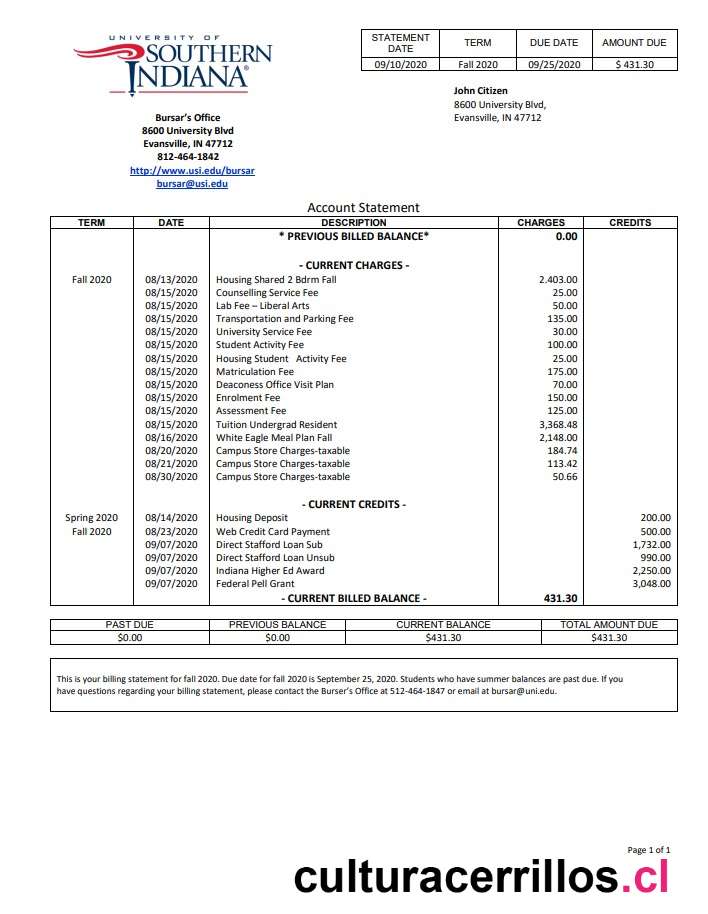 UNIVERSITY OF
SOUTHERN
INDIANA®
STATEMENT DATE TERM DUE DATE AMOUNT DUE
09/10/2020 Fall 2020 09/25/2020 $ 431.30
John Citizen
8600 University Blvd,
Evansville, IN 47712
Bursar's Office
8600 University Blvd
Evansville, IN 47712
812-464-1842
http://www.usi.edu/bursar
bursar@usi.edu
Account Statement
TERM DATE DESCRIPTION CHARGES CREDITS
* PREVIOUS BILLED BALANCE* 0.00
- CURRENT CHARGES -
Fall 2020 08/13/2020 Housing Shared 2 Bdrm Fall 2,403.00
08/15/2020 Counselling Service Fee 25.00
08/15/2020 Lab Fee – Liberal Arts 50.00
08/15/2020 Transportation and Parking Fee 135.00
08/15/2020 University Service Fee 30.00
08/15/2020 Student Activity Fee 100.00
08/15/2020 Housing Student Activity Fee 25.00
08/15/2020 Matriculation Fee 175.00
08/15/2020 Deaconess Office Visit Plan 70.00
08/15/2020 Enrolment Fee 150.00
08/15/2020 Assessment Fee 125.00
08/15/2020 Tuition Undergrad Resident 3,368.48
08/16/2020 White Eagle Meal Plan Fall 2,148.00
08/20/2020 Campus Store Charges-taxable 184.74
08/21/2020 Campus Store Charges-taxable 113.42
08/30/2020 Campus Store Charges-taxable 50.66
- CURRENT CREDITS -
Spring 2020 08/14/2020 Housing Deposit 200.00
Fall 2020 08/23/2020 Web Credit Card Payment 500.00
09/07/2020 Direct Stafford Loan Sub 1,732.00
09/07/2020 Direct Stafford Loan Unsub 990.00
09/07/2020 Indiana Higher Ed Award 2,250.00
09/07/2020 Federal Pell Grant 3,048.00
- CURRENT BILLED BALANCE - 431.30
PAST DUE PREVIOUS BALANCE CURRENT BALANCE TOTAL AMOUNT DUE
$0.00 $0.00 $431.30 $431.30
This is your billing statement for fall 2020. Due date for fall 2020 is September 25, 2020. Students who have summer balances are past due. If you
have questions regarding your billing statement, please contact the Burser's Office at 512-464-1847 or email at bursar@uni.edu.
Page 1 of 1
culturacerrillos.cl